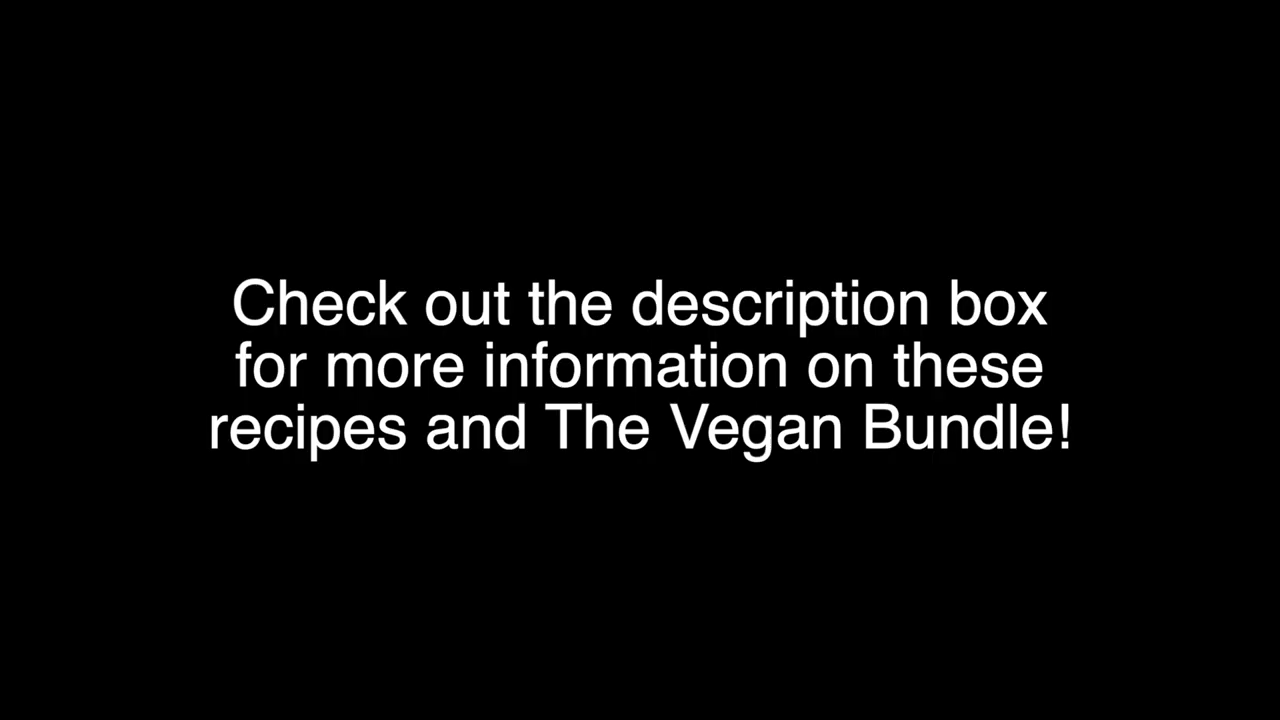 Check out the description box
for more information on these
recipes and The Vegan Bundle!